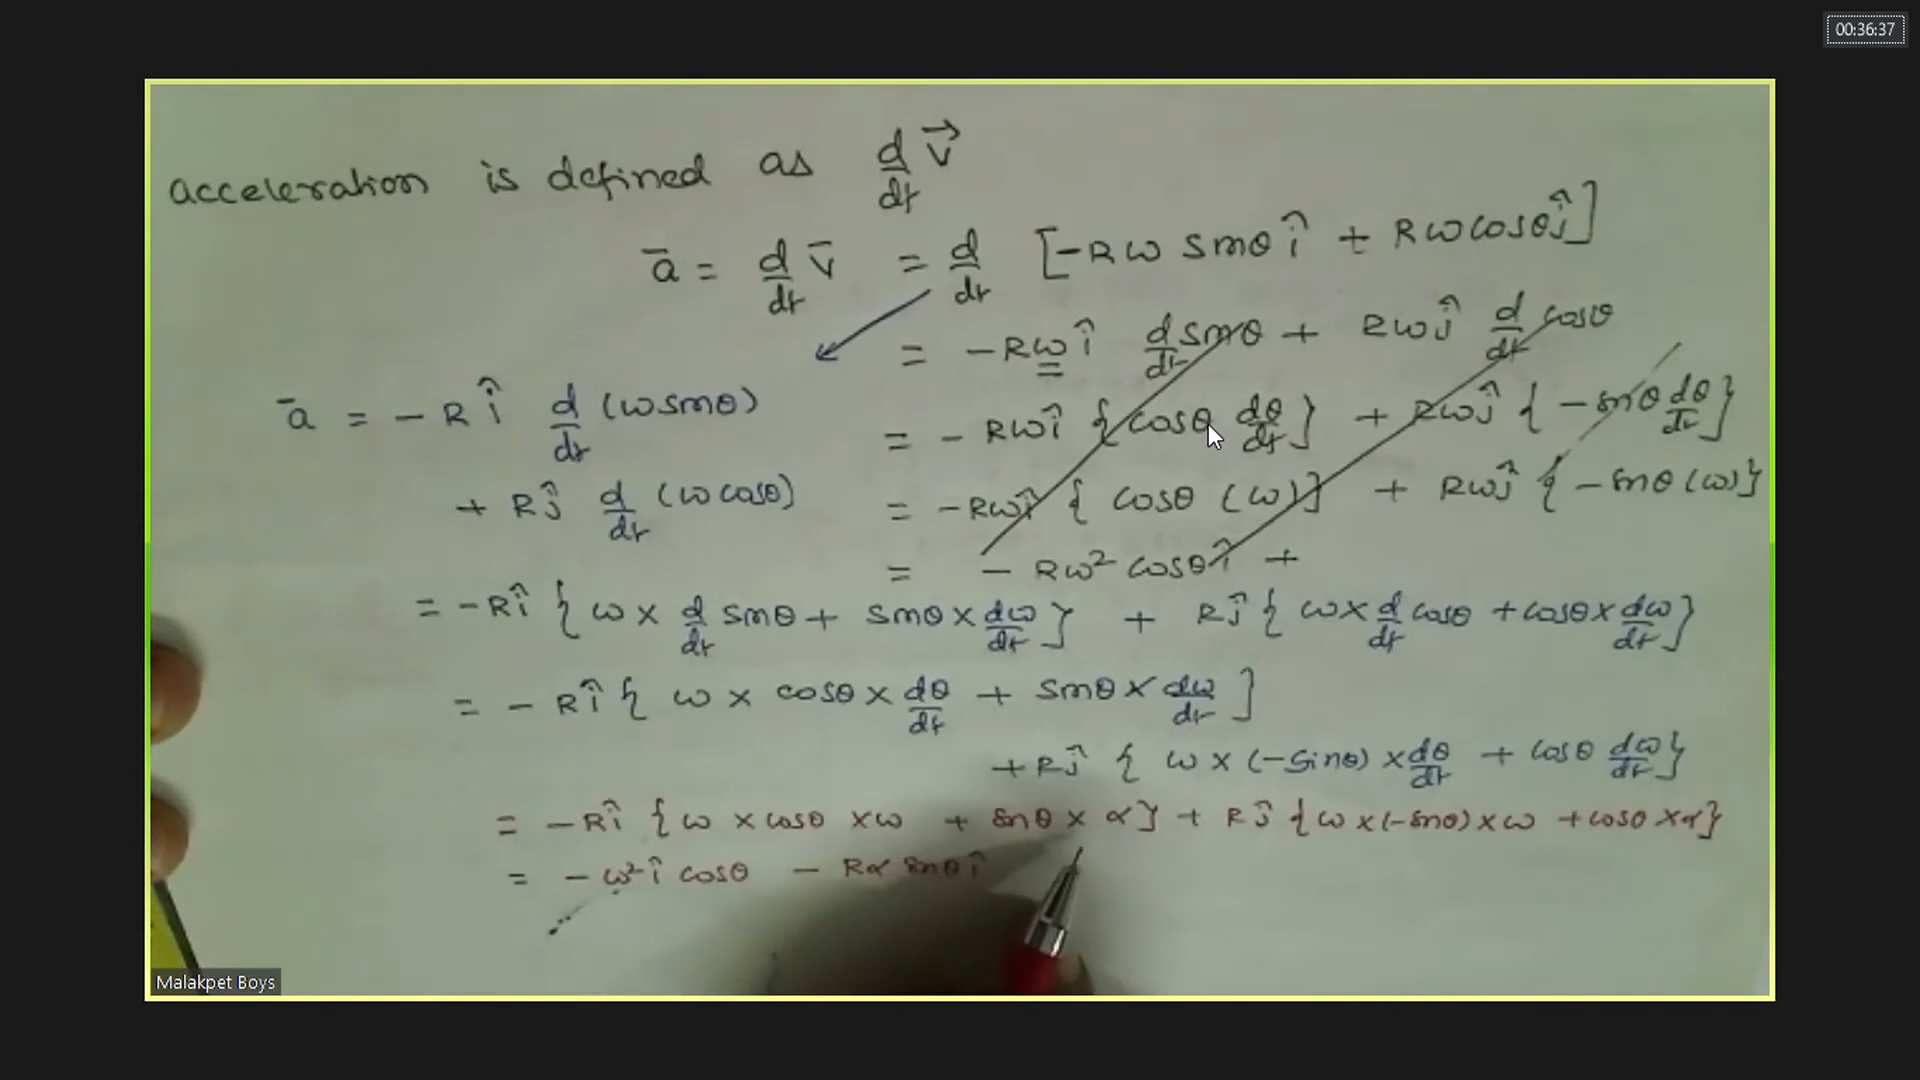 00:36:37
acceleration is defined as d/dt v⃗
ā = d/dt v̄ = d/dt [-Rω sinθ î + Rω cosθ ĵ]
= -Rω î d/dt sinθ + Rω ĵ d/dt cosθ
= -Rω î {cosθ dθ/dt} + Rω ĵ {-sinθ dθ/dt}
= -Rω î {cosθ (ω)} + Rω ĵ {-sinθ (ω)}
= -Rω² cosθ î +
ā = -R î d/dt (ω sinθ)
+ R ĵ d/dt (ω cosθ)
= -R î {ω × d/dt sinθ + sinθ × dω/dt} + R ĵ {ω × d/dt cosθ + cosθ × dω/dt}
= -R î {ω × cosθ × dθ/dt + sinθ × dω/dt}
+ R ĵ {ω × (-sinθ) × dθ/dt + cosθ dω/dt}
= -R î {ω × cosθ × ω + sinθ × α} + R ĵ {ω × (-sinθ) × ω + cosθ × α}
= -ω² î cosθ - Rα sinθ î
Malakpet Boys